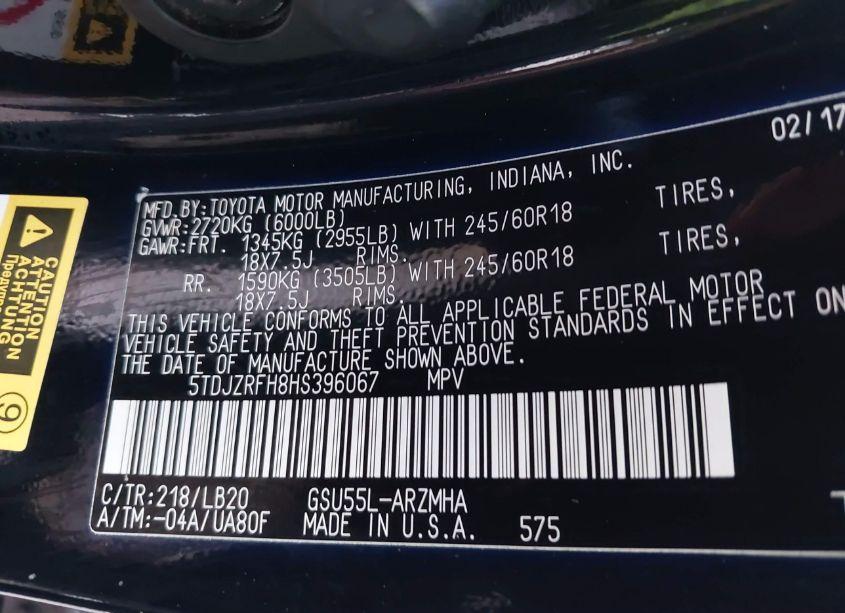 02/17
MFD.BY:TOYOTA MOTOR MANUFACTURING, INDIANA, INC.
GVWR:2720KG (6000LB)
GAWR:FRT. 1345KG (2955LB) WITH 245/60R18 TIRES,
18X7.5J RIMS.
RR. 1590KG (3505LB) WITH 245/60R18 TIRES,
18X7.5J RIMS.
THIS VEHICLE CONFORMS TO ALL APPLICABLE FEDERAL MOTOR
VEHICLE SAFETY AND THEFT PREVENTION STANDARDS IN EFFECT ON
THE DATE OF MANUFACTURE SHOWN ABOVE.
5TDJZRFH8HS396067 MPV
C/TR:218/LB20 GSU55L-ARZMHA
A/TM:-04A/UA80F MADE IN U.S.A. 575
CAUTION
ATTENTION
ACHTUNG
9